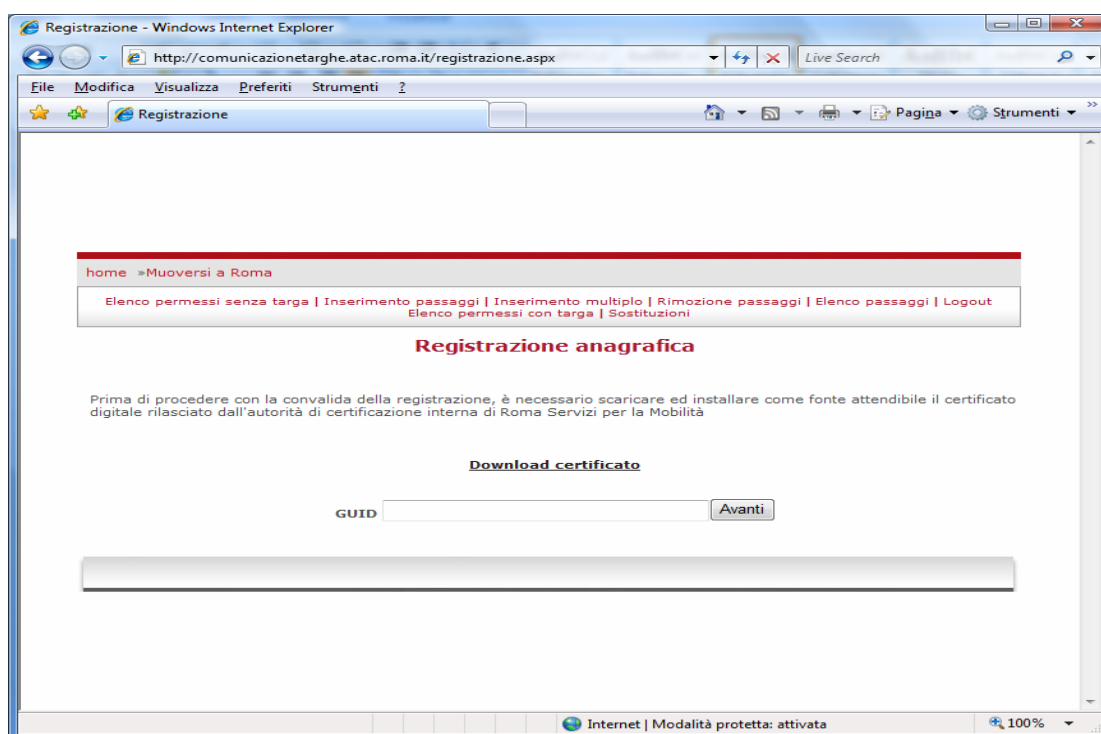 Registrazione - Windows Internet Explorer
http://comunicazionetarghe.atac.roma.it/registrazione.aspx
Live Search
File Modifica Visualizza Preferiti Strumenti ?
Registrazione
Pagina
Strumenti
home »Muoversi a Roma
Elenco permessi senza targa | Inserimento passaggi | Inserimento multiplo | Rimozione passaggi | Elenco passaggi | Logout
Elenco permessi con targa | Sostituzioni
Registrazione anagrafica
Prima di procedere con la convalida della registrazione, è necessario scaricare ed installare come fonte attendibile il certificato
digitale rilasciato dall'autorità di certificazione interna di Roma Servizi per la Mobilità
Download certificato
GUID
Avanti
Internet | Modalità protetta: attivata
100%